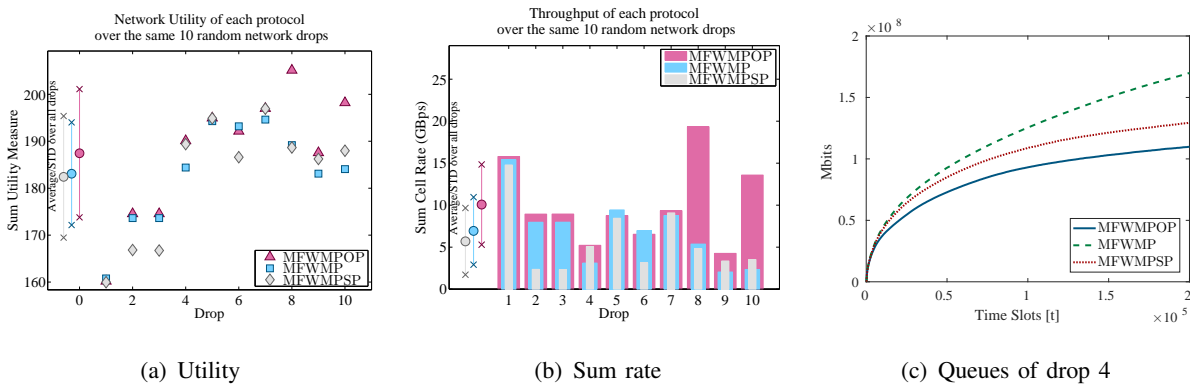 Network Utility of each protocol
over the same 10 random network drops
Sum Utility Measure
Average/STD over all drops
200
190
180
170
160
0
2
4
6
8
10
Drop
MFWMPOP
MFWMP
MFWMPSP
(a) Utility
Throughput of each protocol
over the same 10 random network drops
Sum Cell Rate (GBps)
Average/STD over all drops
25
20
15
10
5
0
1
2
3
4
5
6
7
8
9
10
Drop
MFWMPOP
MFWMP
MFWMPSP
(b) Sum rate
× 10 8
Mbits
2
1.5
1
0.5
0
0
0.5
1
1.5
2
× 10 5
Time Slots [t]
MFWMPOP
MFWMP
MFWMPSP
(c) Queues of drop 4